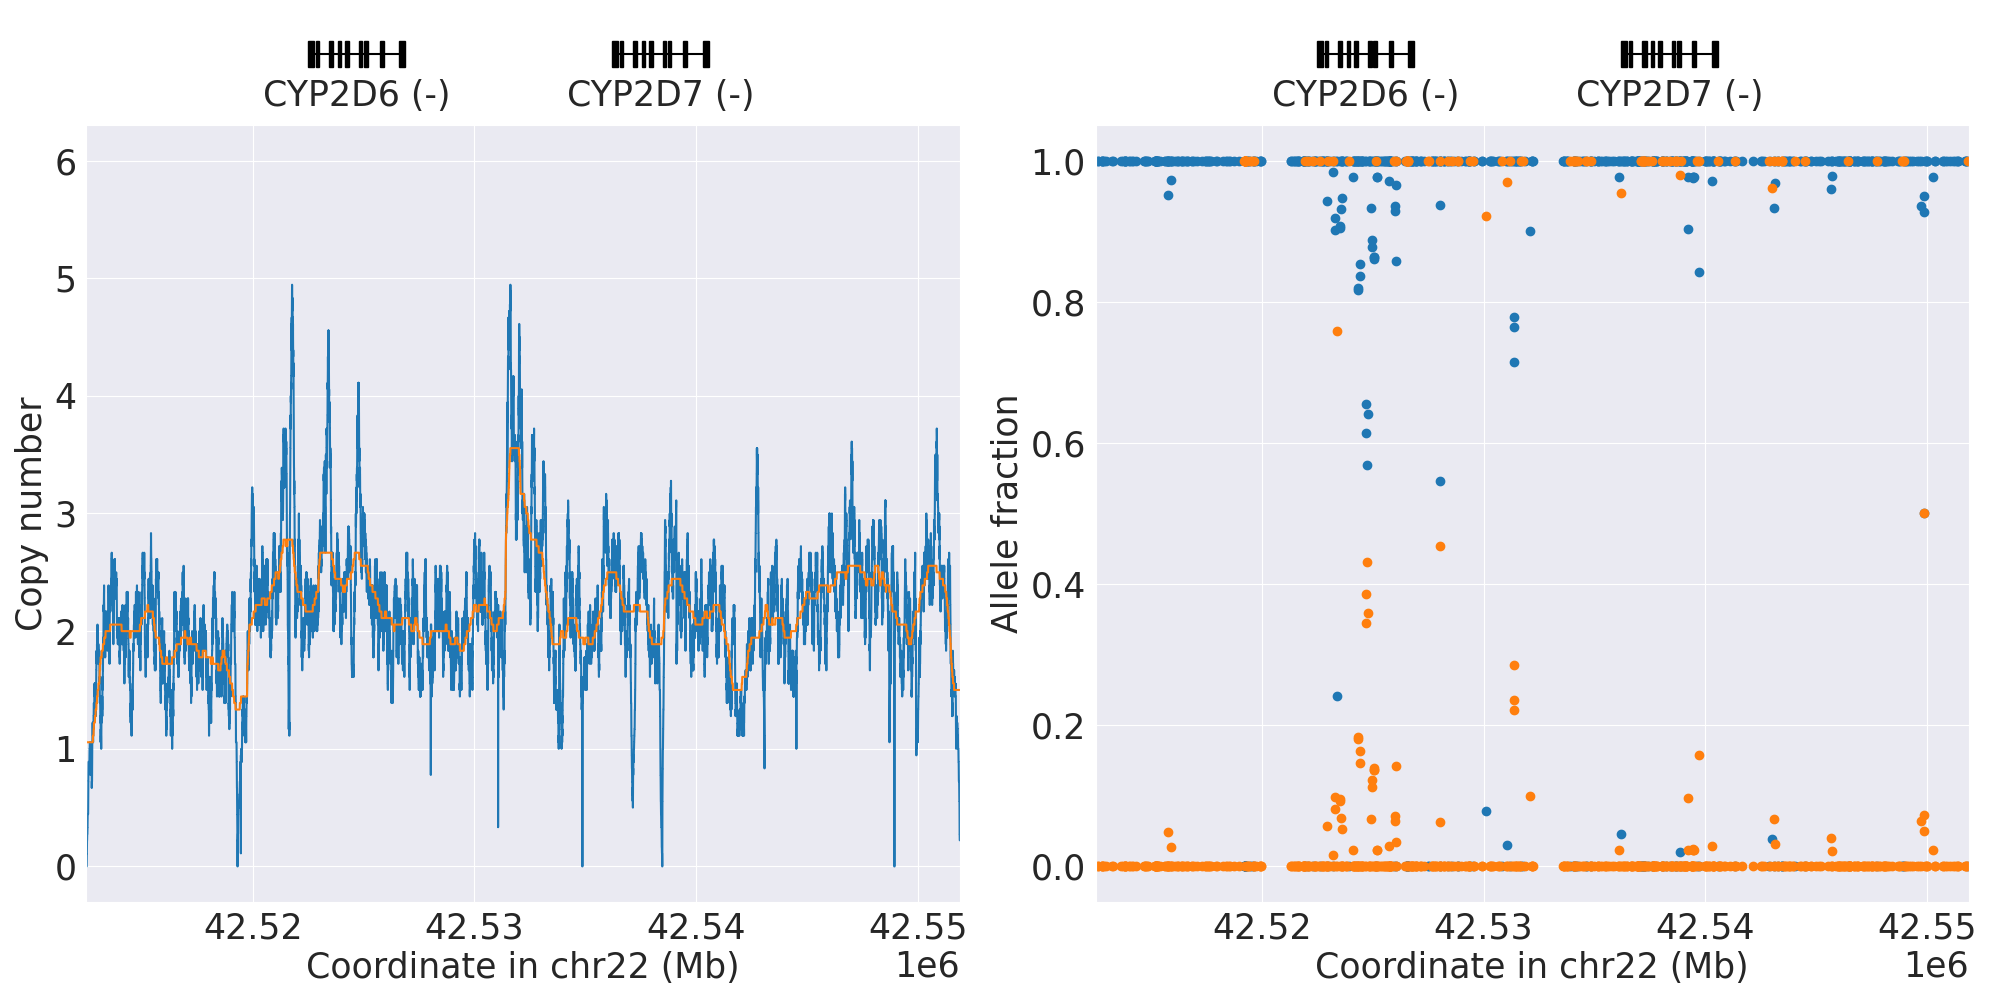 CYP2D6 (-) CYP2D7 (-)
6
5
4
3
2
1
0
Copy number
42.52 42.53 42.54 42.55
Coordinate in chr22 (Mb) 1e6
CYP2D6 (-) CYP2D7 (-)
1.0
0.8
0.6
0.4
0.2
0.0
Allele fraction
42.52 42.53 42.54 42.55
Coordinate in chr22 (Mb) 1e6